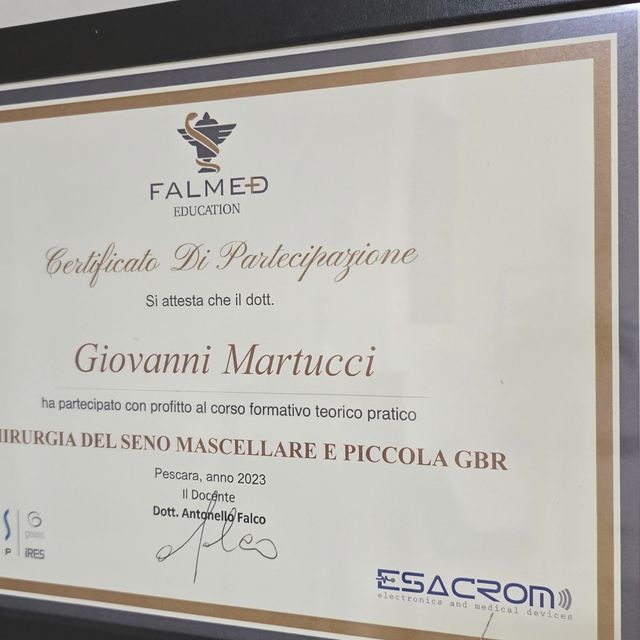 FALMED
EDUCATION
Certificato Di Partecipazione
Si attesta che il dott.
Giovanni Martucci
ha partecipato con profitto al corso formativo teorico pratico
HIRURGIA DEL SENO MASCELLARE E PICCOLA GBR
Pescara, anno 2023
Il Docente
Dott. Antonello Falco
P
iRES
ESACROM
electronics and medical devices